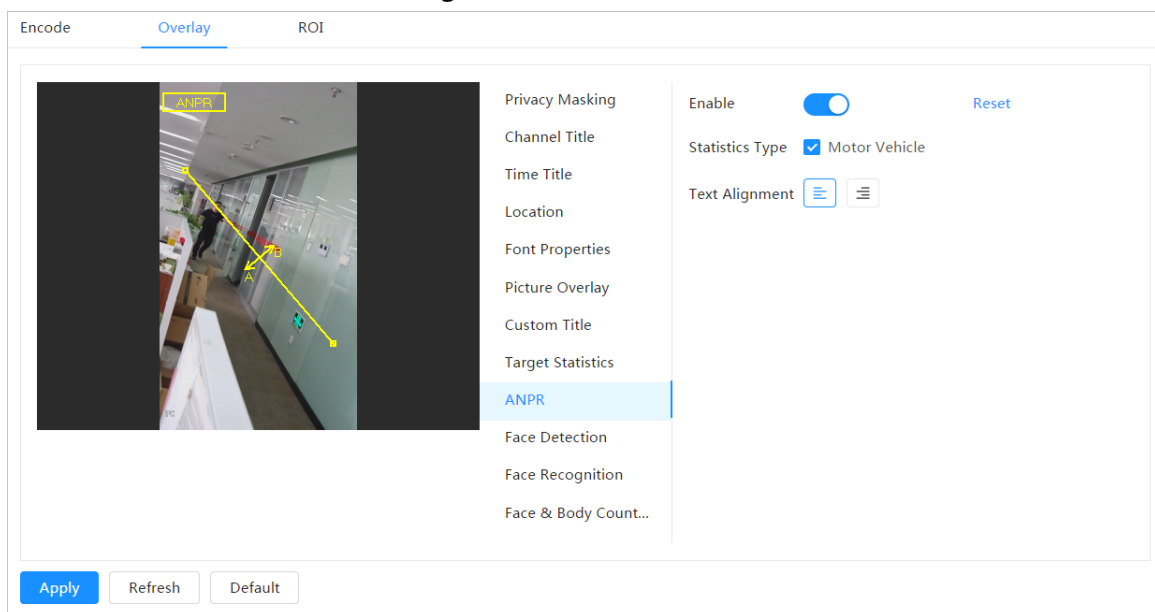 Encode Overlay ROI
ANPR
A
B
IPC
Privacy Masking
Channel Title
Time Title
Location
Font Properties
Picture Overlay
Custom Title
Target Statistics
ANPR
Face Detection
Face Recognition
Face & Body Count...
Enable Reset
Statistics Type Motor Vehicle
Text Alignment
Apply Refresh Default